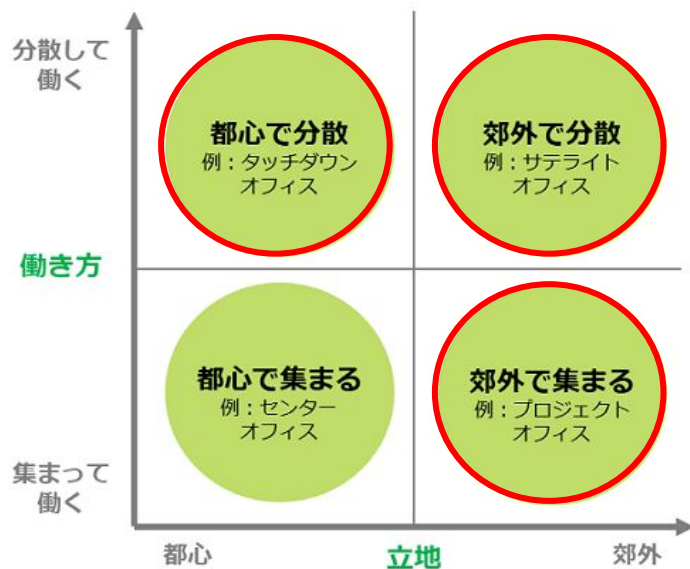 分散して
働く
都心で分散
例：タッチダウン
オフィス
郊外で分散
例：サテライト
オフィス
働き方
都心で集まる
例：センター
オフィス
郊外で集まる
例：プロジェクト
オフィス
集まって
働く
都心
立地
郊外